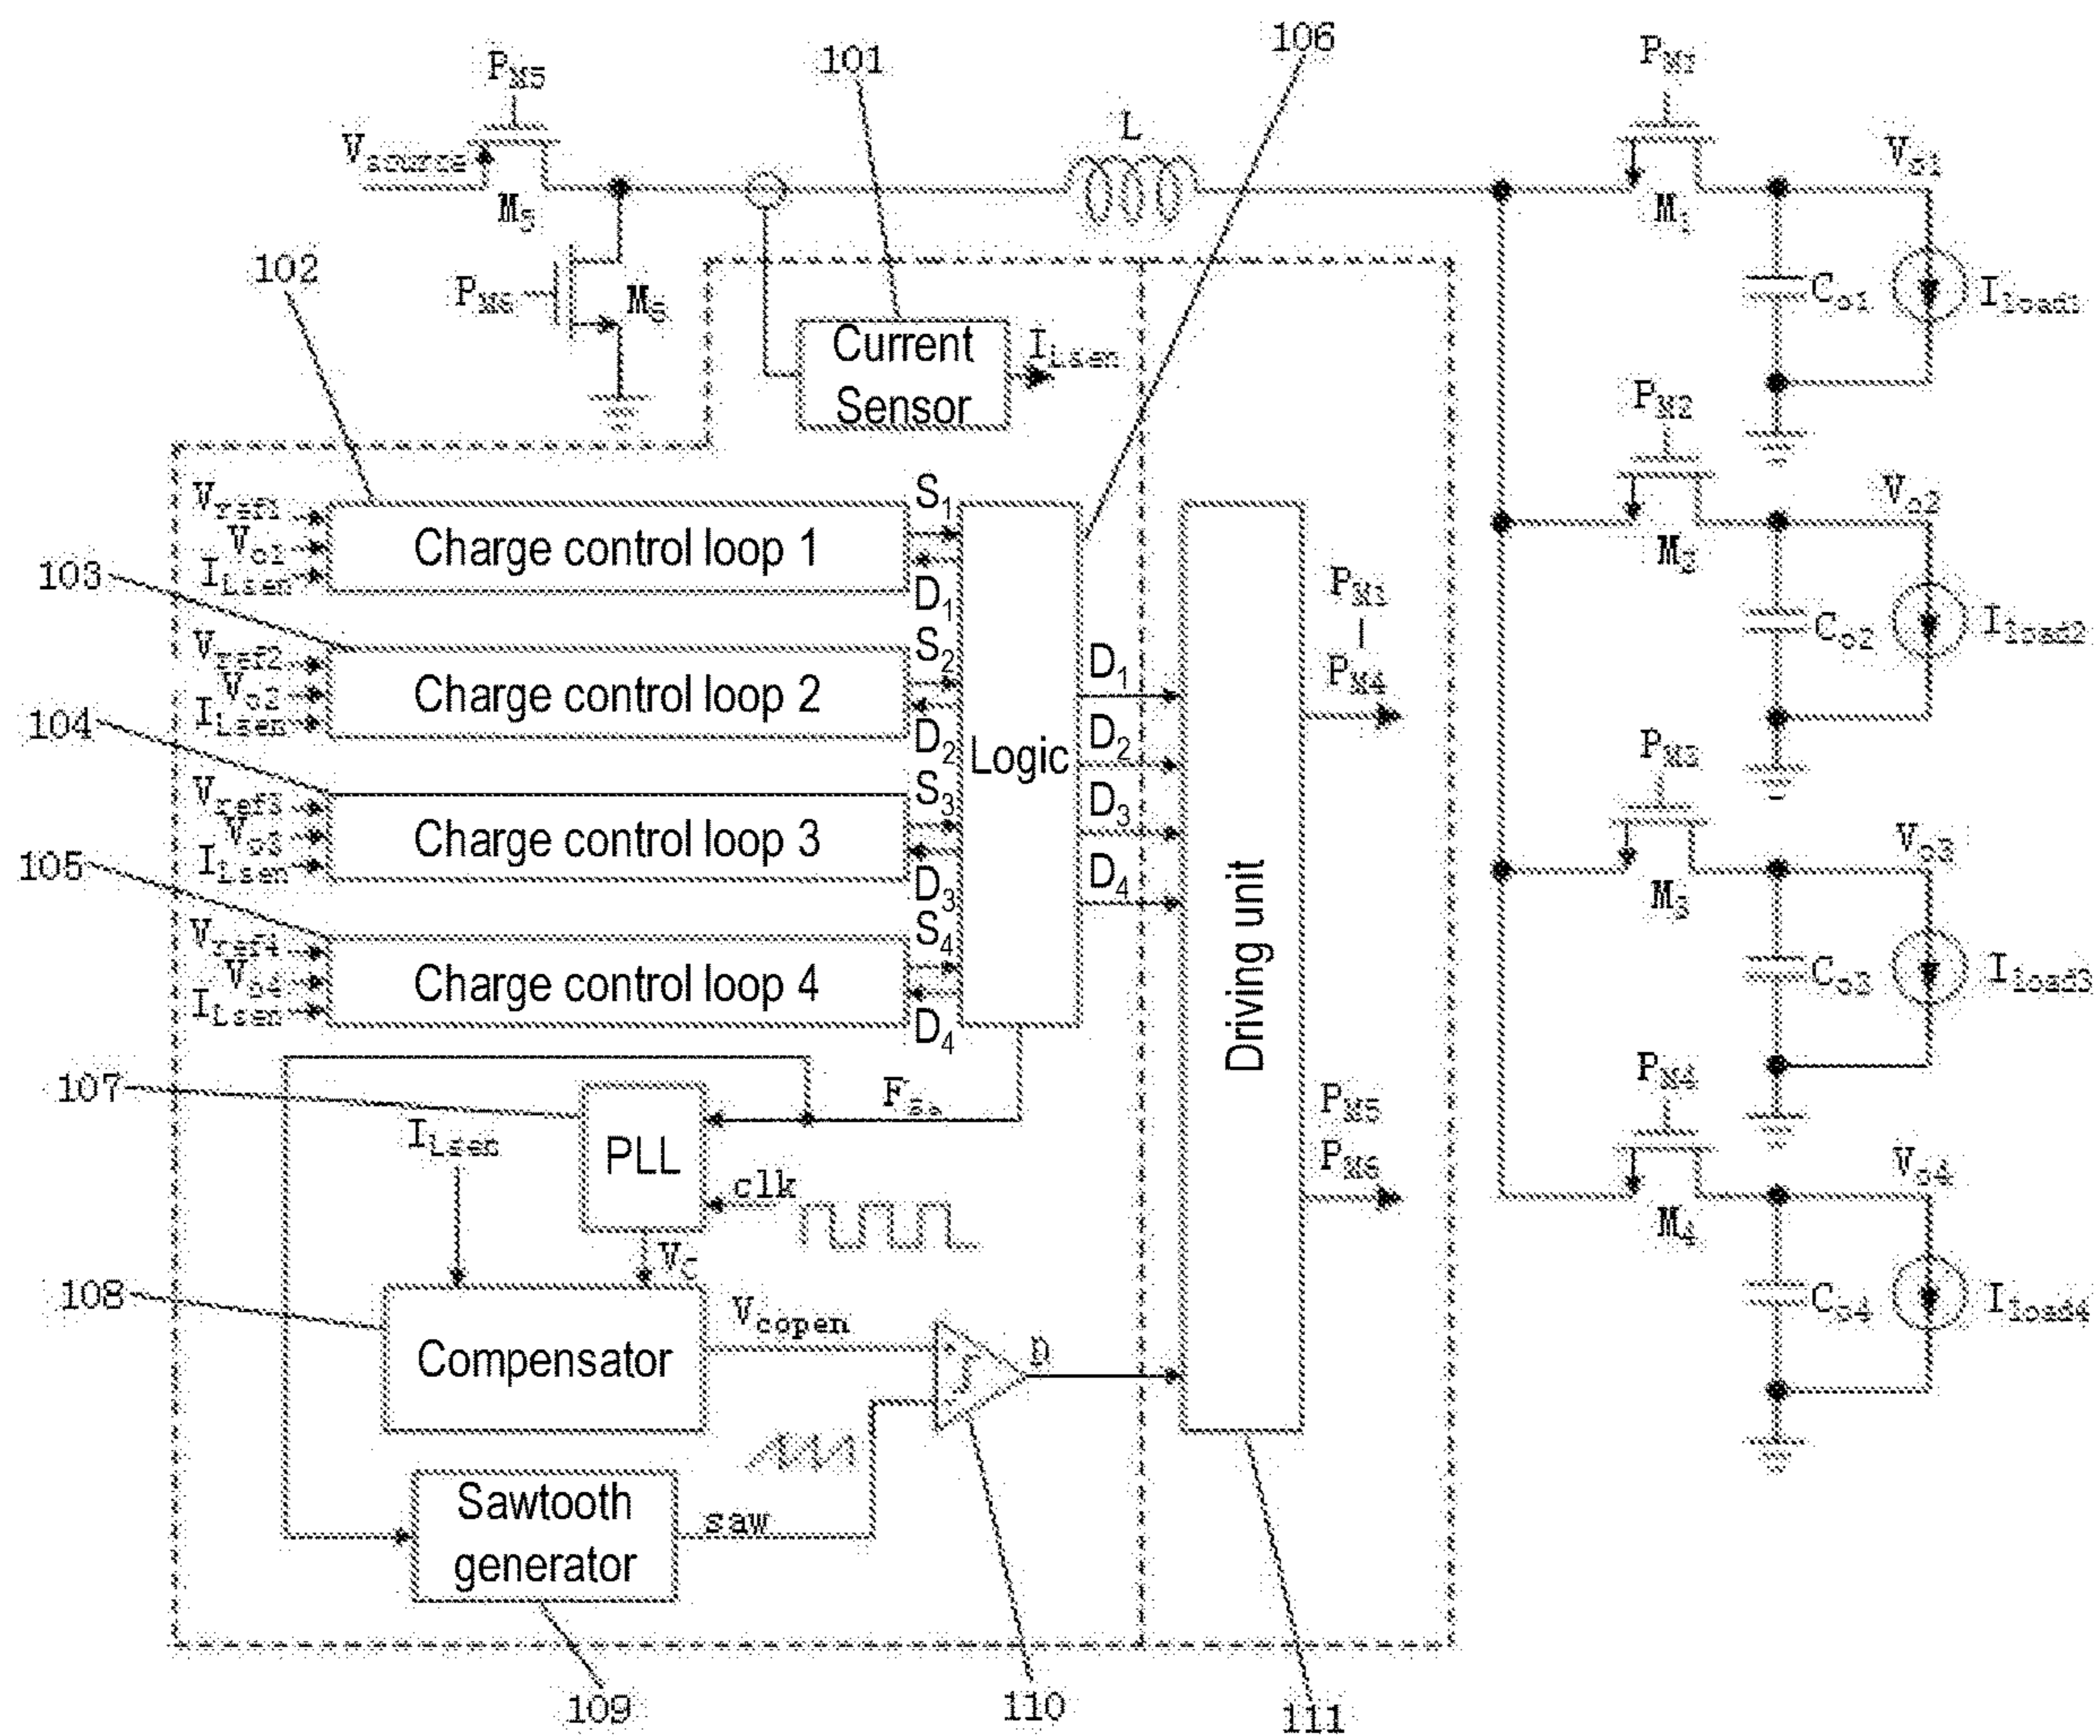 106
101
P_M5
P_M1
V_source
L
V_o1
M_5
M_1
102
P_M6
M_6
C_o1
I_load1
Current
Sensor
I_Lsen
P_M2
V_ref1
S_1
V_o2
V_o1
Charge control loop 1
M_2
103
I_Lsen
D_1
P_M1
|
P_M4
V_ref2
S_2
C_o2
I_load2
V_o2
Charge control loop 2
D_1
104
I_Lsen
D_2
Logic
D_2
P_M3
V_ref3
S_3
D_3
V_o3
Charge control loop 3
V_o3
105
I_Lsen
D_3
D_4
M_3
V_ref4
S_4
Driving unit
C_o3
I_load3
V_o4
Charge control loop 4
I_Lsen
D_4
107
F_s
P_M5
P_M4
I_Lsen
PLL
P_M6
V_o4
clk
M_4
V_C
108
V_copen
C_o4
I_load4
Compensator
D
Sawtooth
generator
saw
109
110
111